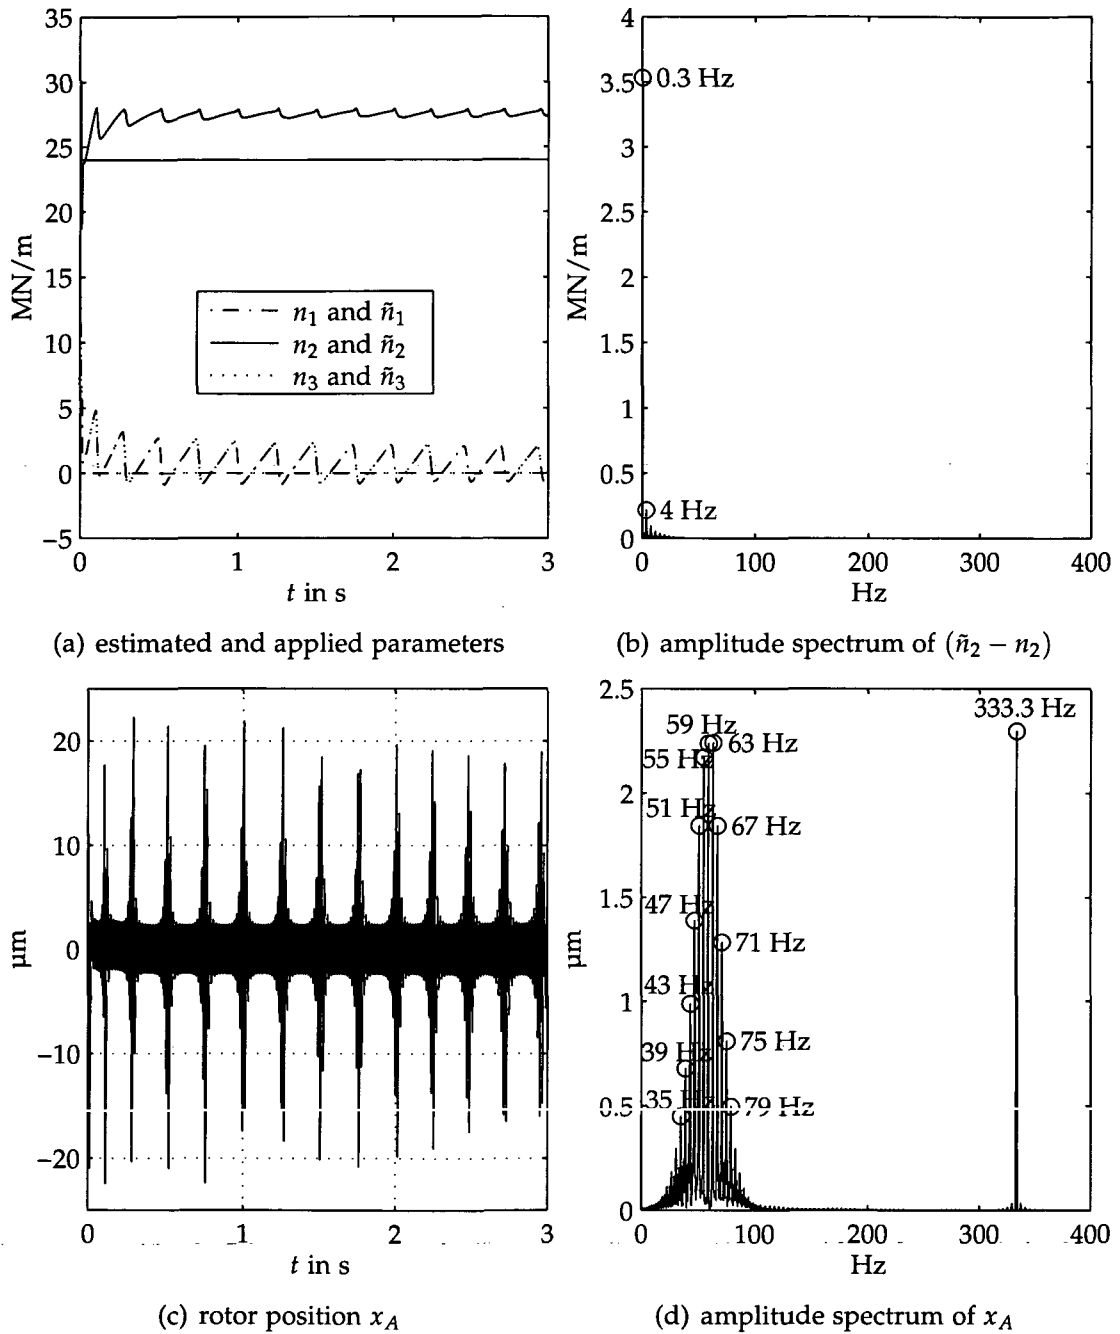 35
30
25
20
15
10
5
0
−5
MN/m
n1 and ñ1
n2 and ñ2
n3 and ñ3
0 1 2 3
t in s
(a) estimated and applied parameters
4
3.5
3
2.5
2
1.5
1
0.5
0
MN/m
0.3 Hz
4 Hz
0 100 200 300 400
Hz
(b) amplitude spectrum of (ñ2 − n2)
20
10
0
−10
−20
μm
0 1 2 3
t in s
(c) rotor position xA
2.5
2
1.5
1
0.5
0
μm
59 Hz
63 Hz
55 Hz
51 Hz
67 Hz
47 Hz
71 Hz
43 Hz
39 Hz
75 Hz
35 Hz
79 Hz
333.3 Hz
0 100 200 300 400
Hz
(d) amplitude spectrum of xA